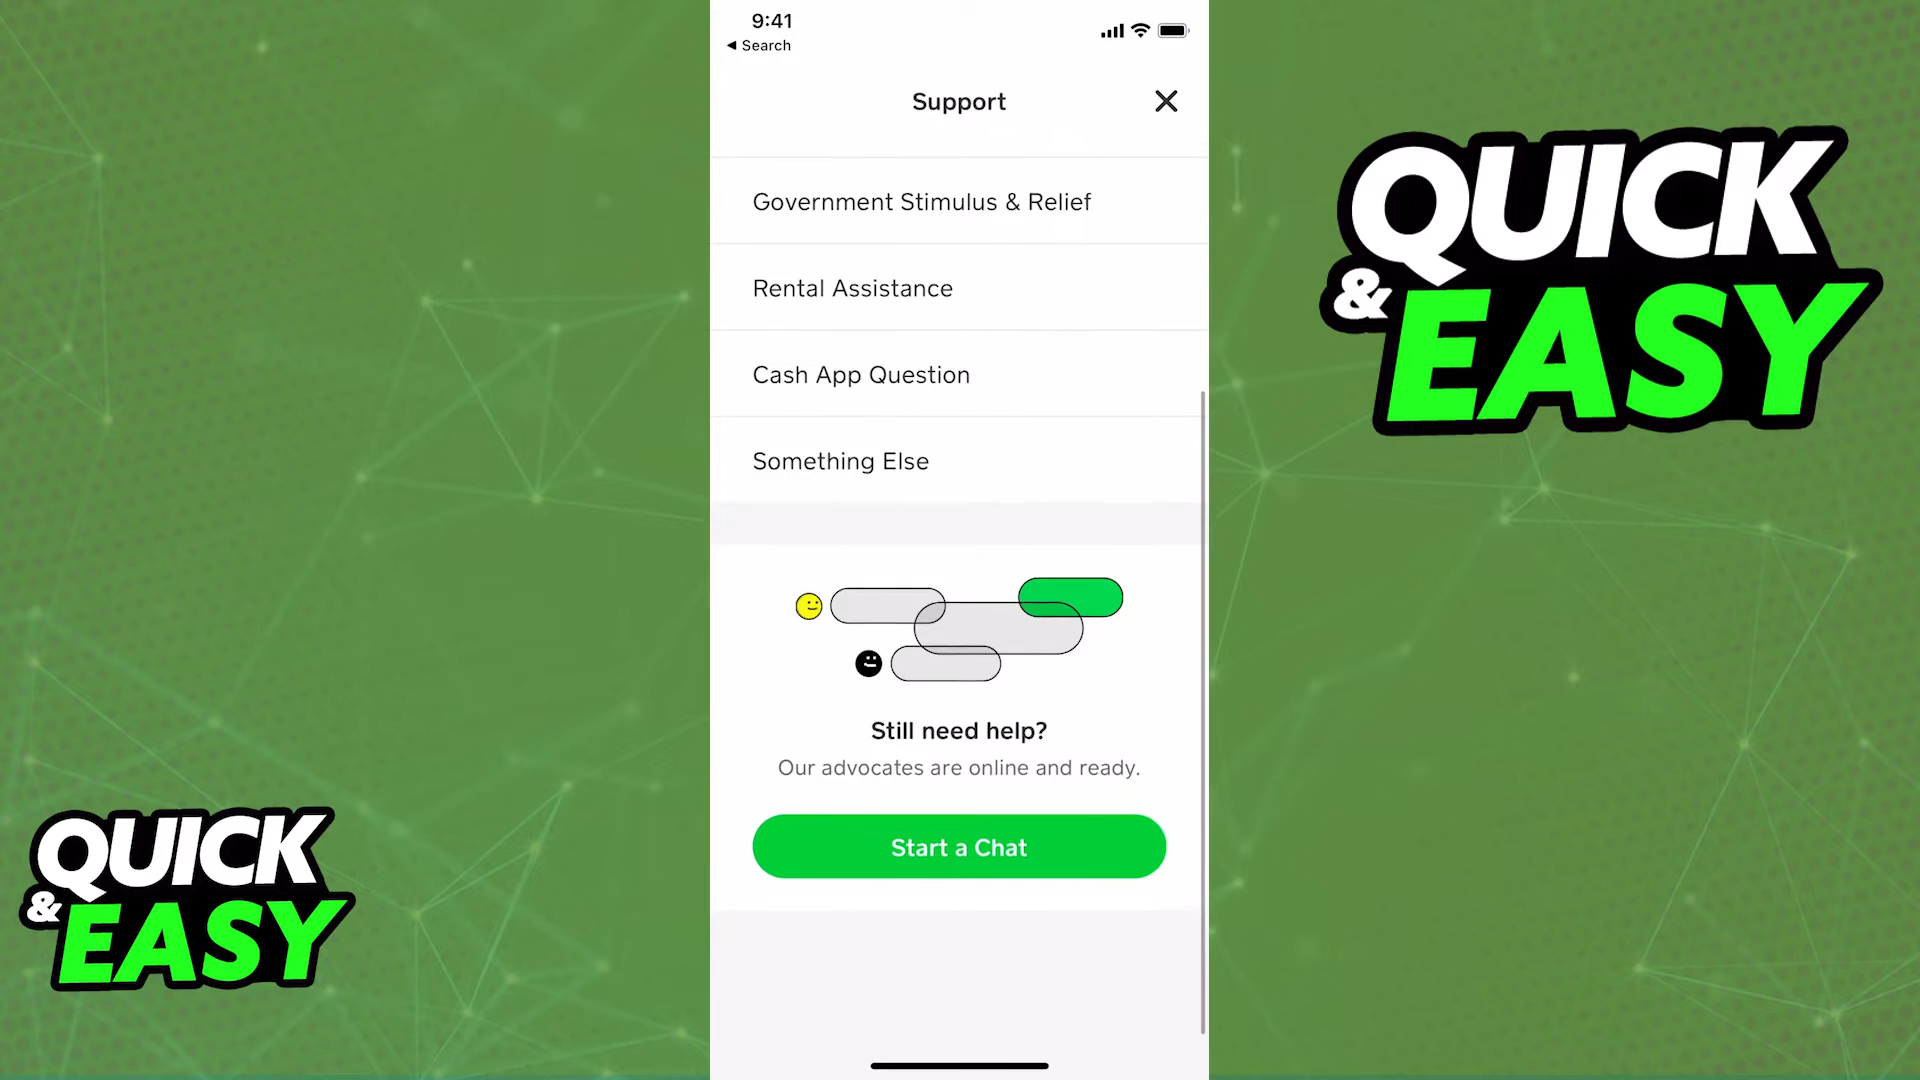 9:41
◀ Search
Support
Government Stimulus & Relief
Rental Assistance
Cash App Question
Something Else
Still need help?
Our advocates are online and ready.
Start a Chat
QUICK
& EASY
QUICK
& EASY